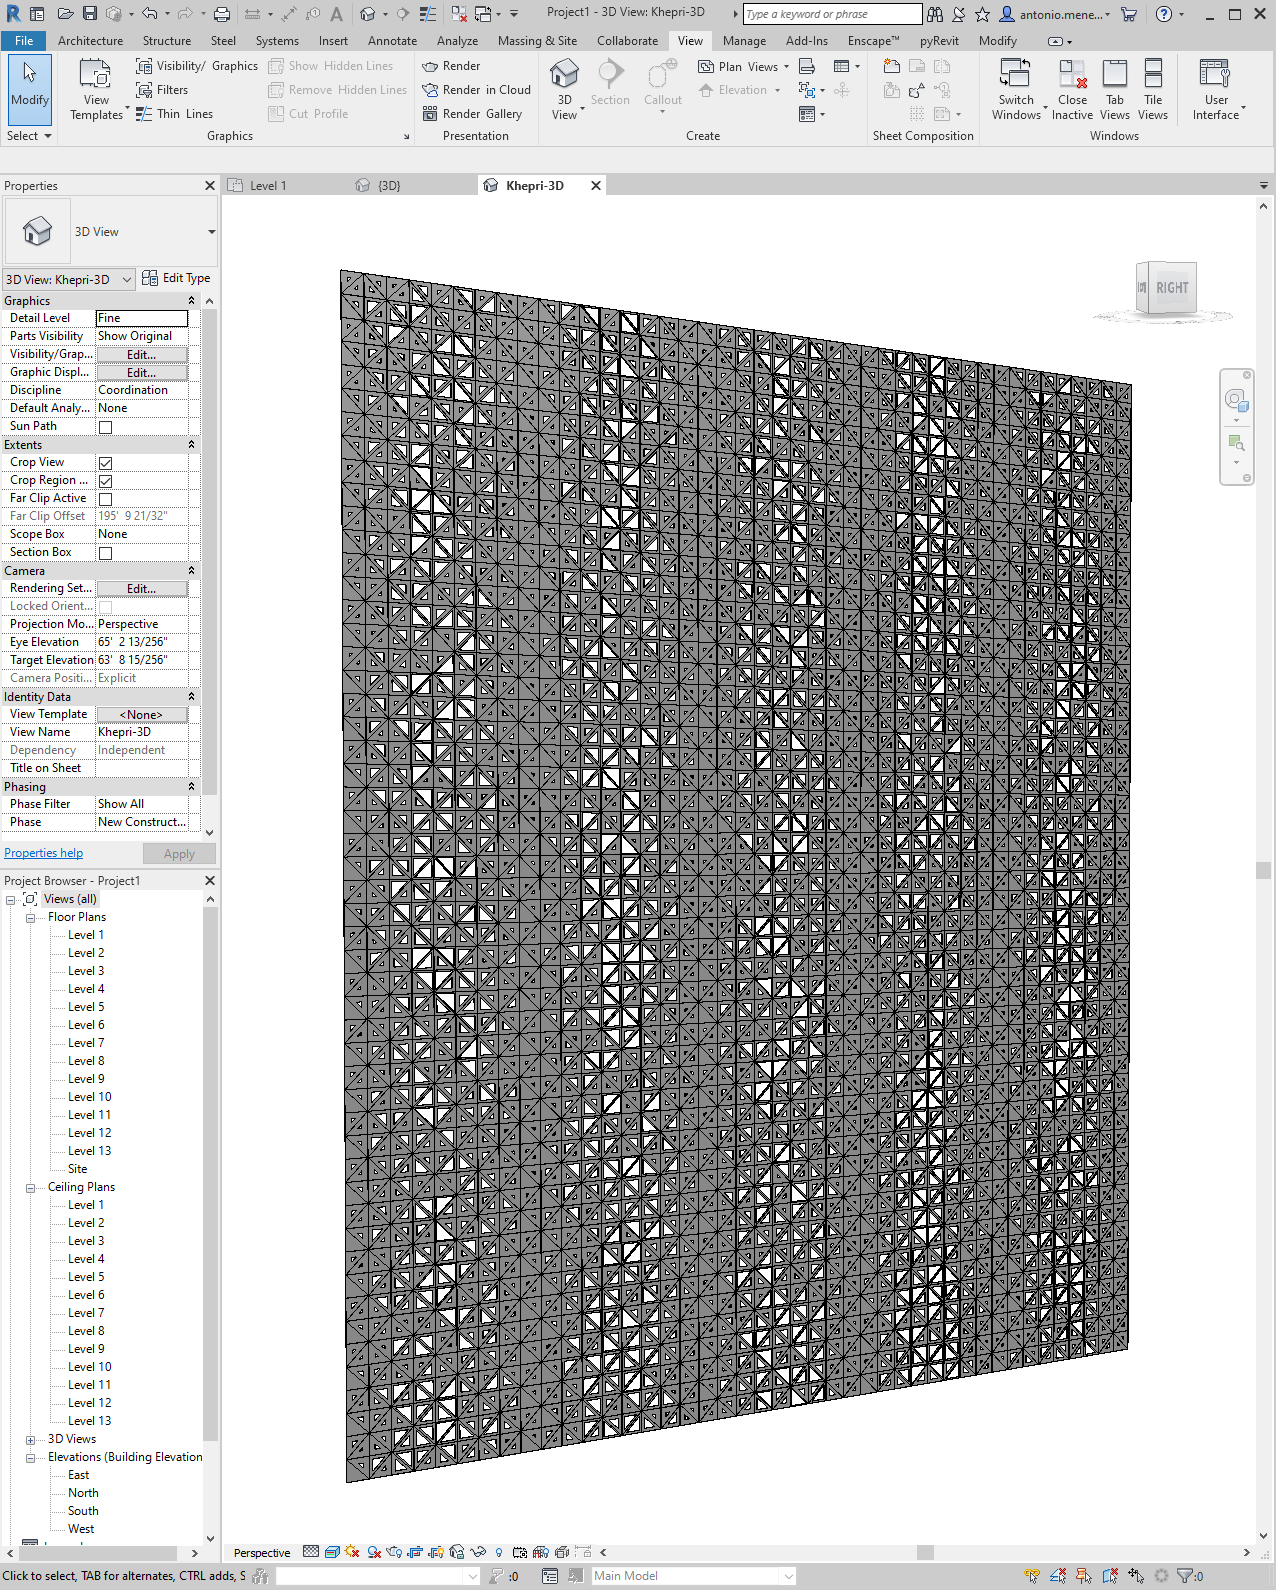 Project1 - 3D View: Khepri-3D
Type a keyword or phrase
antonio.mene...
File Architecture Structure Steel Systems Insert Annotate Analyze Massing & Site Collaborate View Manage Add-Ins Enscape™ pyRevit Modify
Modify
View Templates
Visibility/ Graphics
Filters
Thin Lines
Show Hidden Lines
Remove Hidden Lines
Cut Profile
Render
Render in Cloud
Render Gallery
3D View
Section
Callout
Plan Views
Elevation
Switch Windows
Close Inactive
Tab Views
Tile Views
User Interface
Select
Graphics
Presentation
Create
Sheet Composition
Windows
Properties
Level 1
{3D}
Khepri-3D
3D View
3D View: Khepri-3D
Edit Type
Graphics
Detail Level Fine
Parts Visibility Show Original
Visibility/Grap... Edit...
Graphic Displ... Edit...
Discipline Coordination
Default Analy... None
Sun Path
Extents
Crop View
Crop Region ...
Far Clip Active
Far Clip Offset 195' 9 21/32"
Scope Box None
Section Box
Camera
Rendering Set... Edit...
Locked Orient...
Projection Mo... Perspective
Eye Elevation 65' 2 13/256"
Target Elevation 63' 8 15/256"
Camera Positi... Explicit
Identity Data
View Template <None>
View Name Khepri-3D
Dependency Independent
Title on Sheet
Phasing
Phase Filter Show All
Phase New Construct...
Properties help
Apply
Project Browser - Project1
Views (all)
Floor Plans
Level 1
Level 2
Level 3
Level 4
Level 5
Level 6
Level 7
Level 8
Level 9
Level 10
Level 11
Level 12
Level 13
Site
Ceiling Plans
Level 1
Level 2
Level 3
Level 4
Level 5
Level 6
Level 7
Level 8
Level 9
Level 10
Level 11
Level 12
Level 13
3D Views
Elevations (Building Elevation
East
North
South
West
RIGHT
Perspective
Click to select, TAB for alternates, CTRL adds, S
:0
Main Model
:0